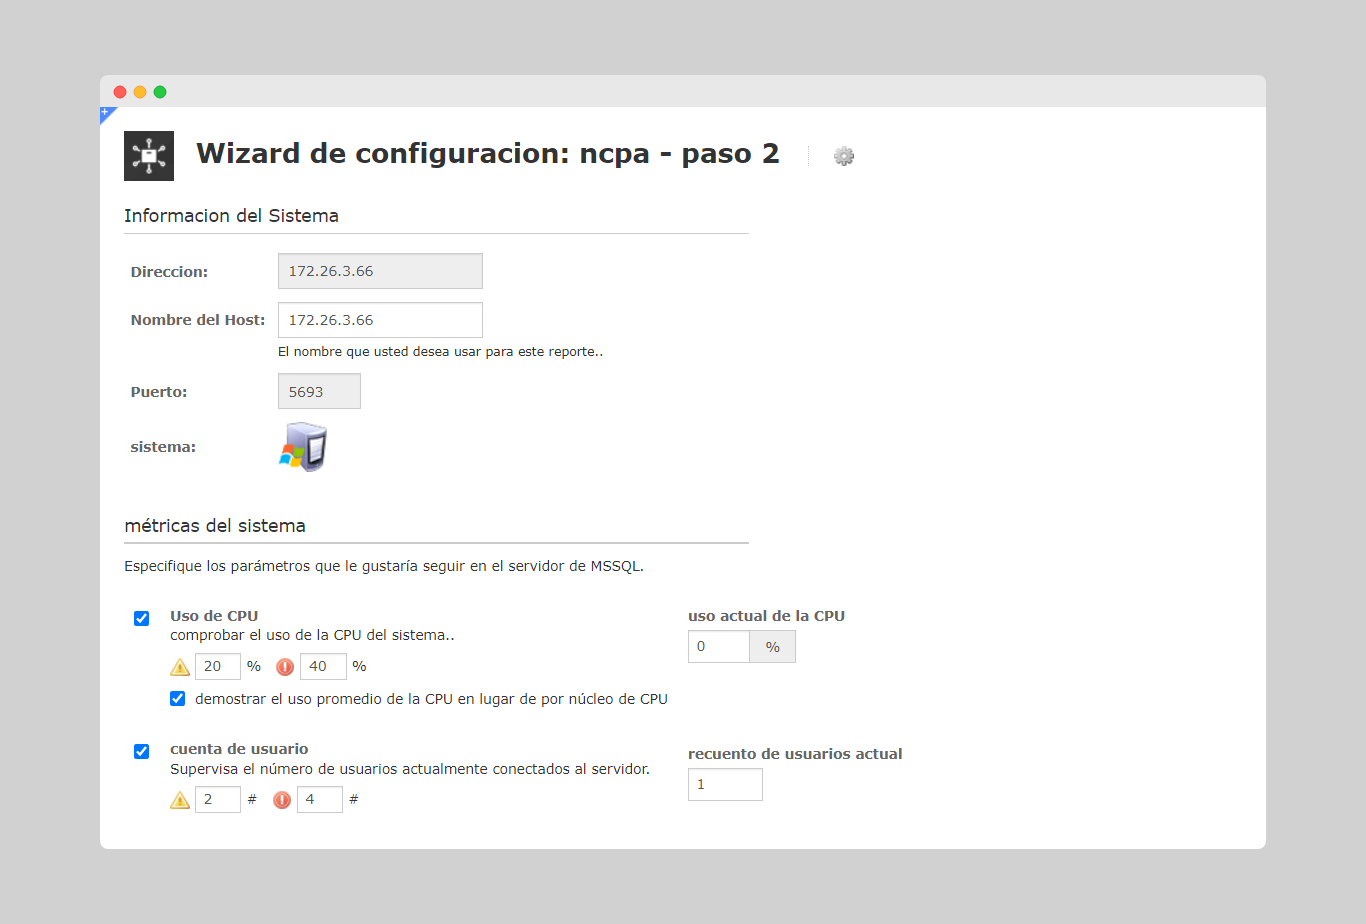 Wizard de configuracion: ncpa - paso 2
Informacion del Sistema
Direccion: 172.26.3.66
Nombre del Host: 172.26.3.66
El nombre que usted desea usar para este reporte..
Puerto: 5693
sistema:
métricas del sistema
Especifique los parámetros que le gustaría seguir en el servidor de MSSQL.
Uso de CPU
comprobar el uso de la CPU del sistema..
20 % 40 %
demostrar el uso promedio de la CPU en lugar de por núcleo de CPU
uso actual de la CPU
0 %
cuenta de usuario
Supervisa el número de usuarios actualmente conectados al servidor.
2 # 4 #
recuento de usuarios actual
1